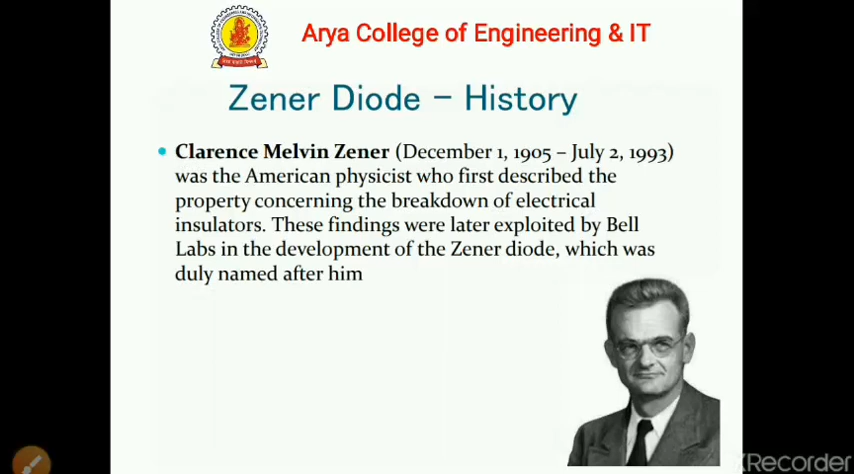 Arya College of Engineering & IT
Zener Diode – History
• Clarence Melvin Zener (December 1, 1905 – July 2, 1993)
was the American physicist who first described the
property concerning the breakdown of electrical
insulators. These findings were later exploited by Bell
Labs in the development of the Zener diode, which was
duly named after him
XRecorder